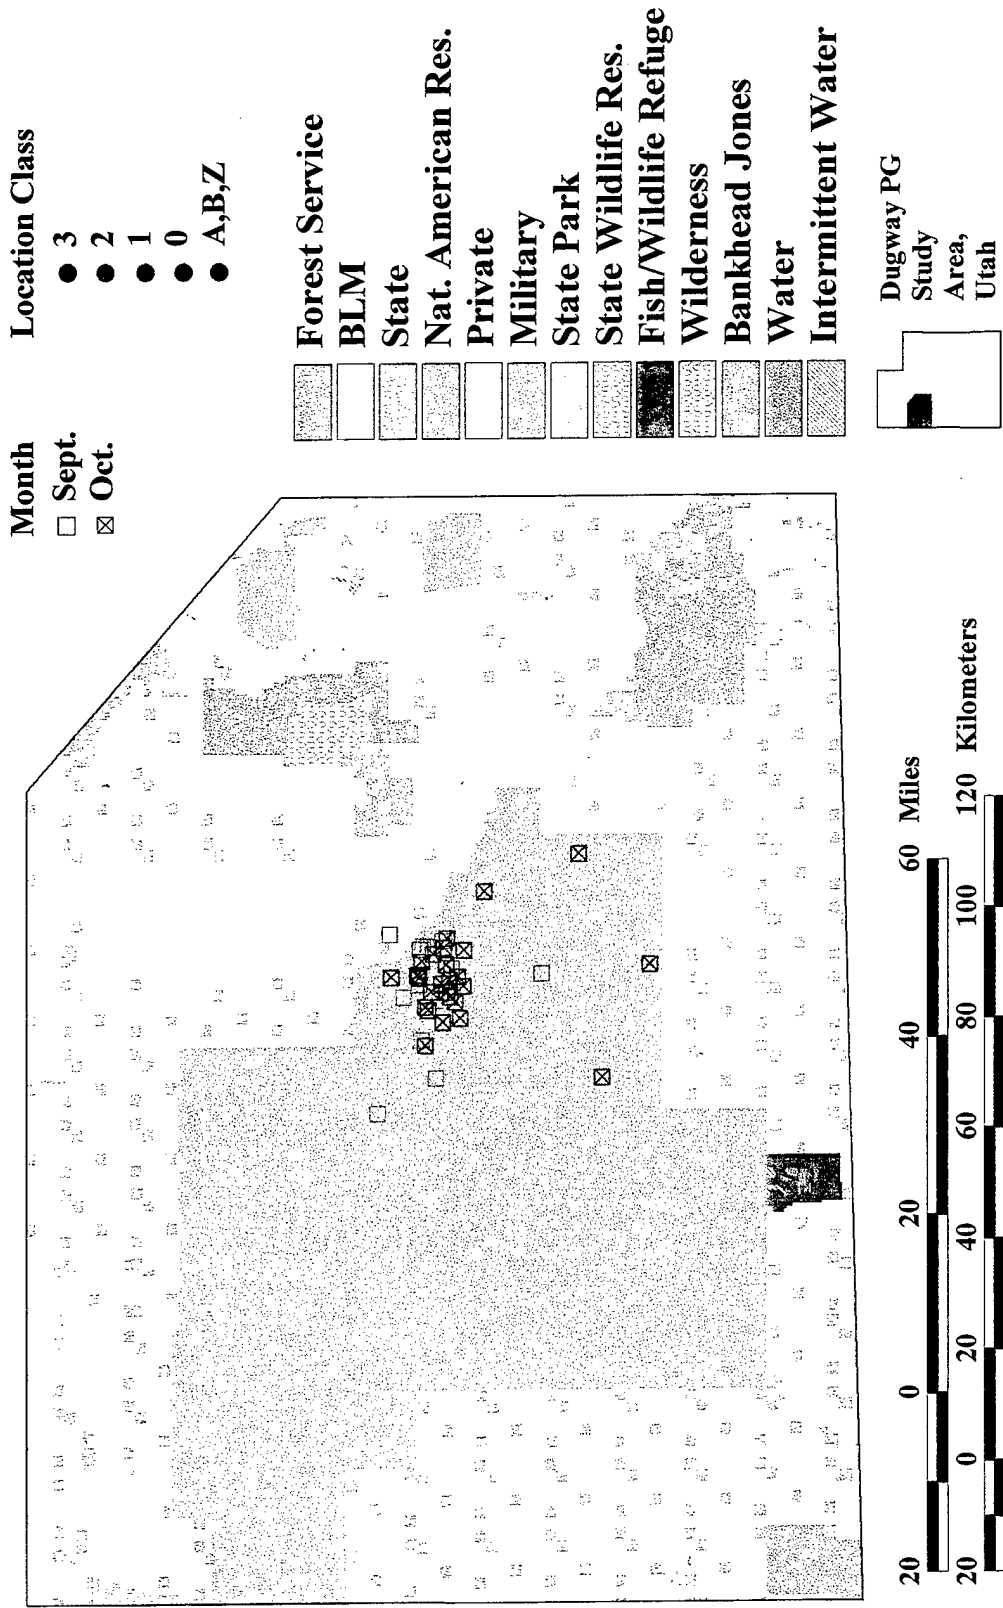 Month
Sept.
Oct.
Location Class
3
2
1
0
A,B,Z
Forest Service
BLM
State
Nat. American Res.
Private
Military
State Park
State Wildlife Res.
Fish/Wildlife Refuge
Wilderness
Bankhead Jones
Water
Intermittent Water
Dugway PG
Study
Area,
Utah
20 0 20 40 60 Miles
20 0 20 40 60 80 100 120 Kilometers